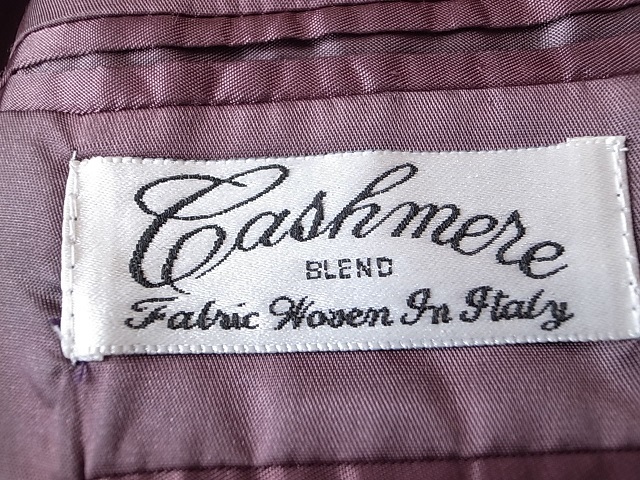 Cashmere
BLEND
Fabric Woven In Italy